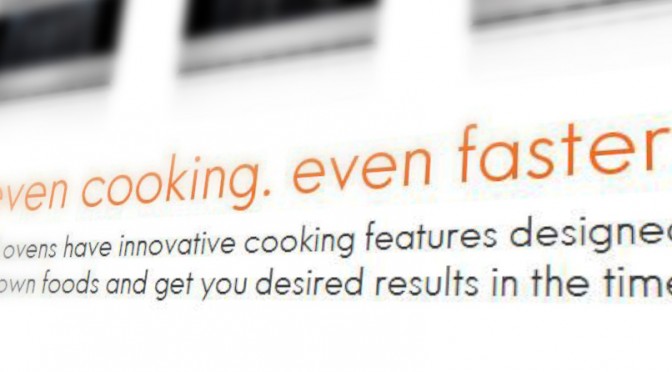 even cooking. even faster
ovens have innovative cooking features designed
own foods and get you desired results in the time